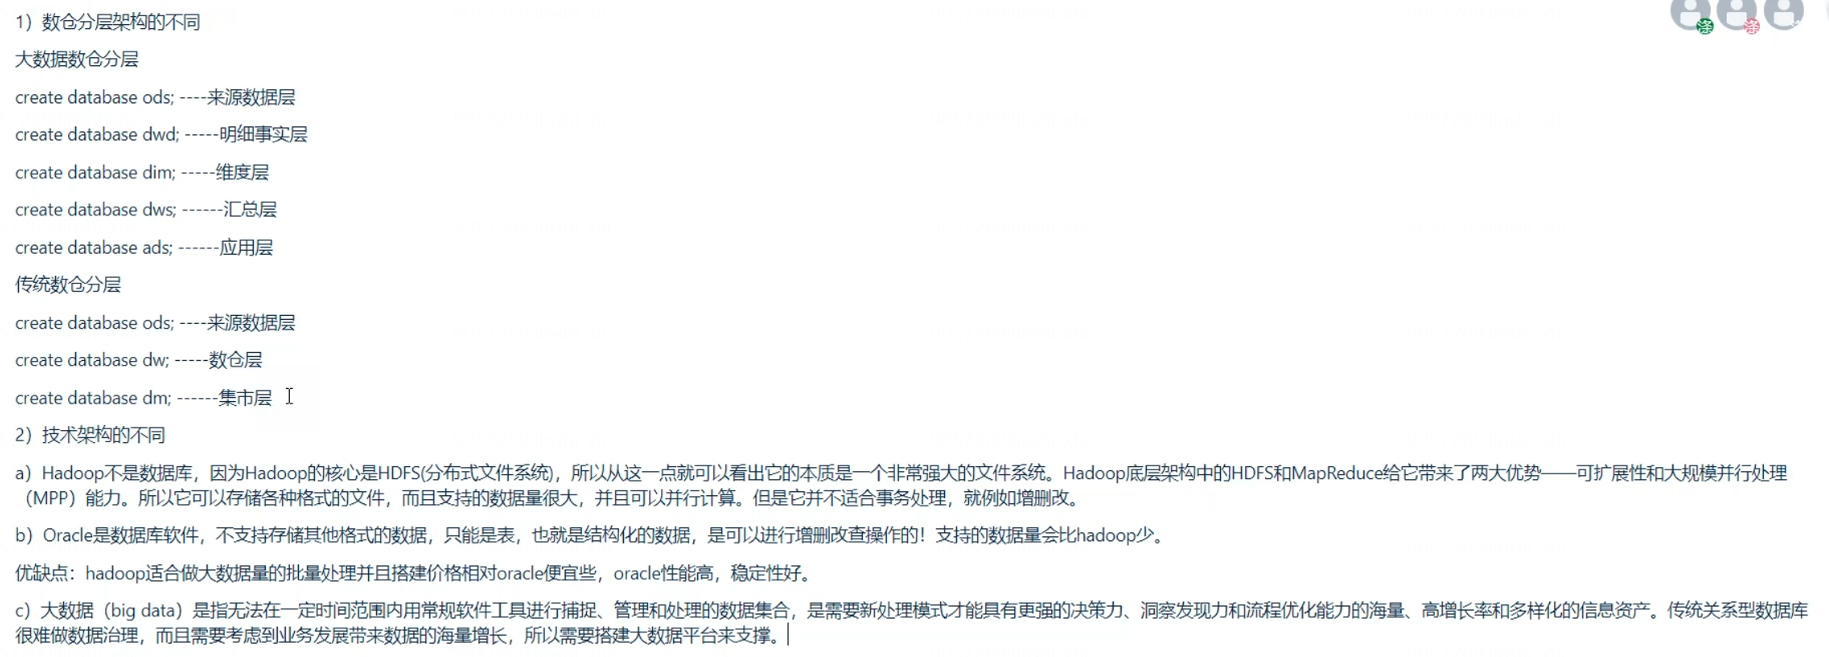 1）数仓分层架构的不同
大数据数仓分层
create database ods; ----来源数据层
create database dwd; -----明细事实层
create database dim; -----维度层
create database dws; ------汇总层
create database ads; ------应用层
传统数仓分层
create database ods; ----来源数据层
create database dw; -----数仓层
create database dm; ------集市层
2）技术架构的不同
a）Hadoop不是数据库，因为Hadoop的核心是HDFS(分布式文件系统)，所以从这一点就可以看出它的本质是一个非常强大的文件系统。Hadoop底层架构中的HDFS和MapReduce给它带来了两大优势——可扩展性和大规模并行处理
（MPP）能力。所以它可以存储各种格式的文件，而且支持的数据量很大，并且可以并行计算。但是它并不适合事务处理，就例如增删改。
b）Oracle是数据库软件，不支持存储其他格式的数据，只能是表，也就是结构化的数据，是可以进行增删改查操作的！支持的数据量会比hadoop少。
优缺点：hadoop适合做大数据量的批量处理并且搭建价格相对oracle便宜些，oracle性能高，稳定性好。
c）大数据（big data）是指无法在一定时间范围内用常规软件工具进行捕捉、管理和处理的数据集合，是需要新处理模式才能具有更强的决策力、洞察发现力和流程优化能力的海量、高增长率和多样化的信息资产。传统关系型数据库
很难做数据治理，而且需要考虑到业务发展带来数据的海量增长，所以需要搭建大数据平台来支撑。